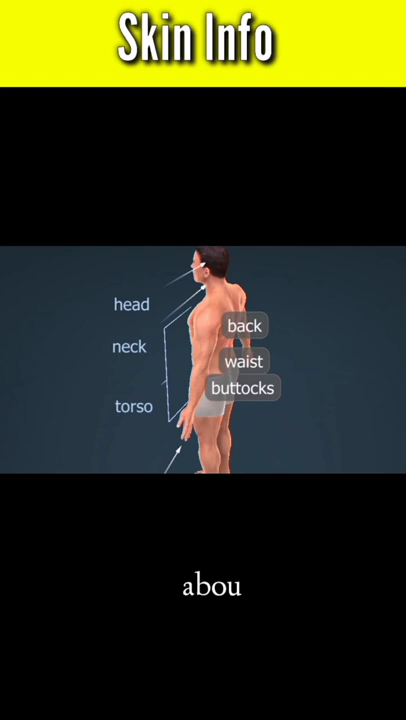 Skin Info
head
back
neck
waist
buttocks
torso
abou